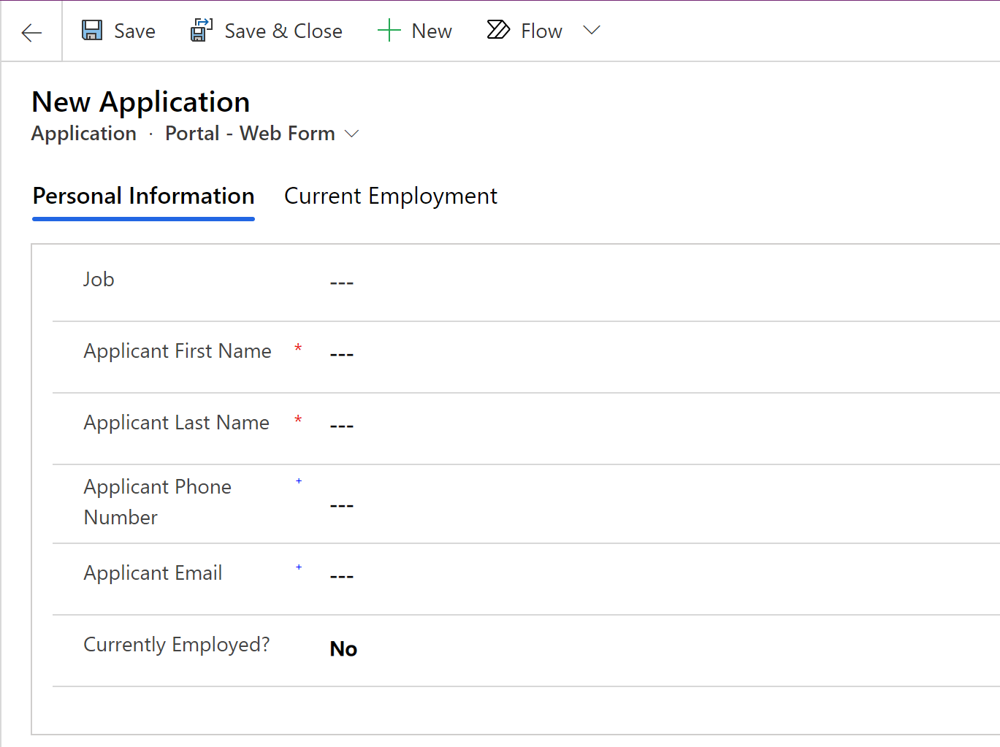 Save Save & Close New Flow
New Application
Application · Portal - Web Form
Personal Information Current Employment
Job ---
Applicant First Name * ---
Applicant Last Name * ---
Applicant Phone + ---
Number
Applicant Email + ---
Currently Employed? No